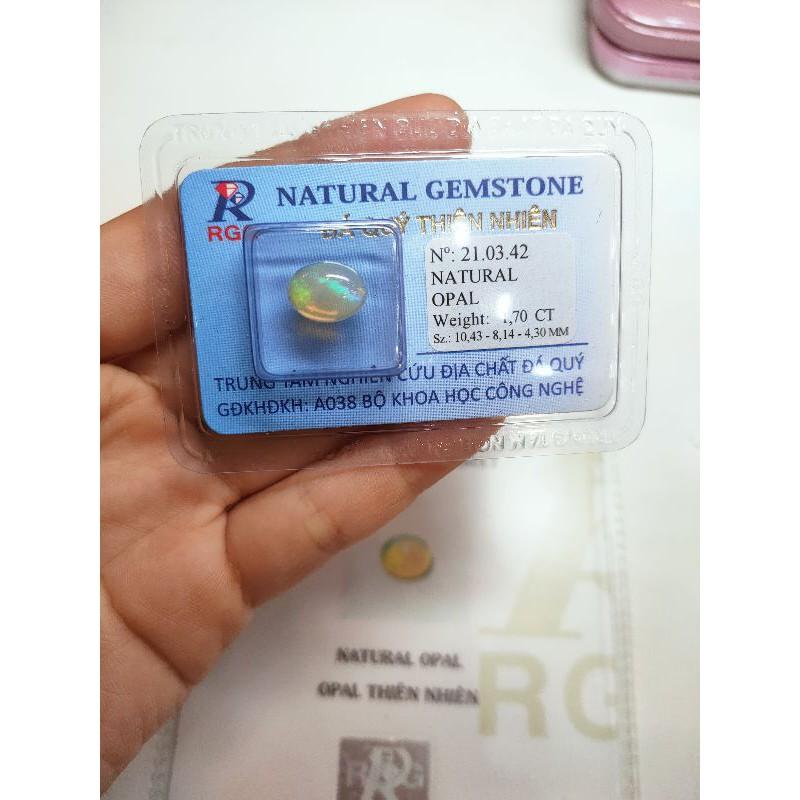 NATURAL GEMSTONE
RG
ĐÁ QUÝ THIÊN NHIÊN
Nº: 21.03.42
NATURAL
OPAL
Weight: 1,70 CT
Sz.: 10,43 - 8,14 - 4,30 MM
TRUNG TÂM NGHIÊN CỨU ĐỊA CHẤT ĐÁ QUÝ
GĐKHĐKH: A038 BỘ KHOA HỌC CÔNG NGHỆ
NATURAL OPAL
OPAL THIÊN NHIÊN
RG